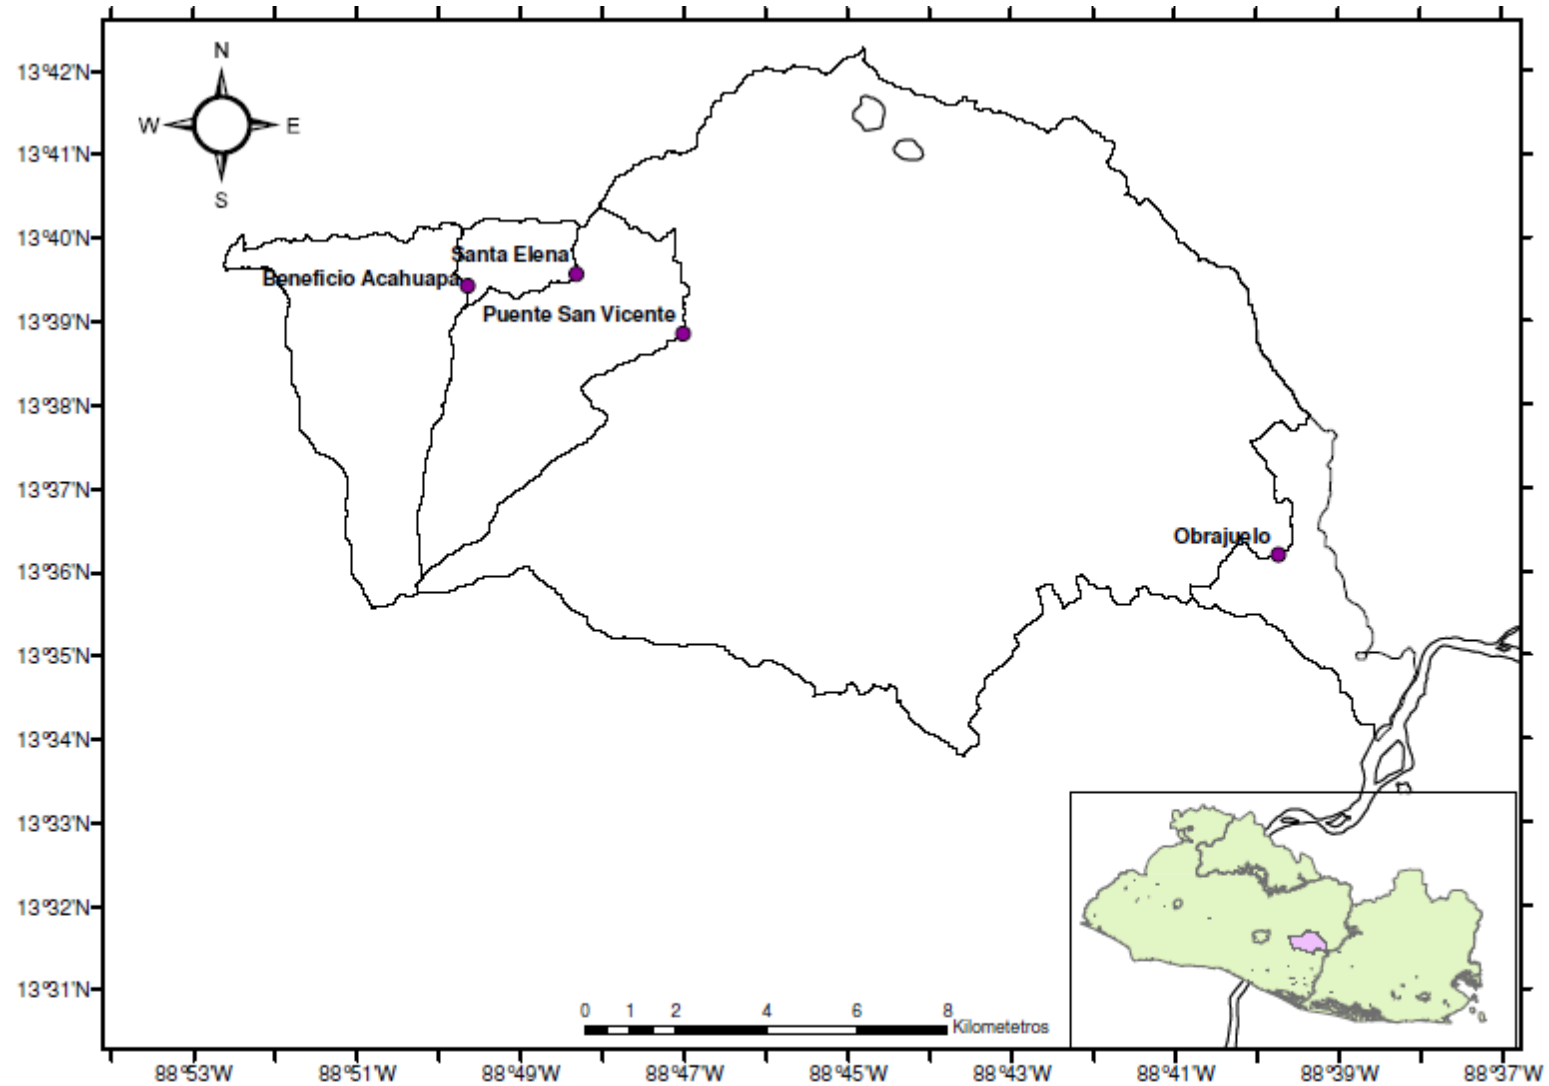 N
W E
S
13°42'N
13°41'N
13°40'N
13°39'N
13°38'N
13°37'N
13°36'N
13°35'N
13°34'N
13°33'N
13°32'N
13°31'N
Santa Elena
Beneficio Acahuapa
Puente San Vicente
Obrajuelo
0 1 2 4 6 8
Kilometetros
88°53'W 88°51'W 88°49'W 88°47'W 88°45'W 88°43'W 88°41'W 88°39'W 88°37'W